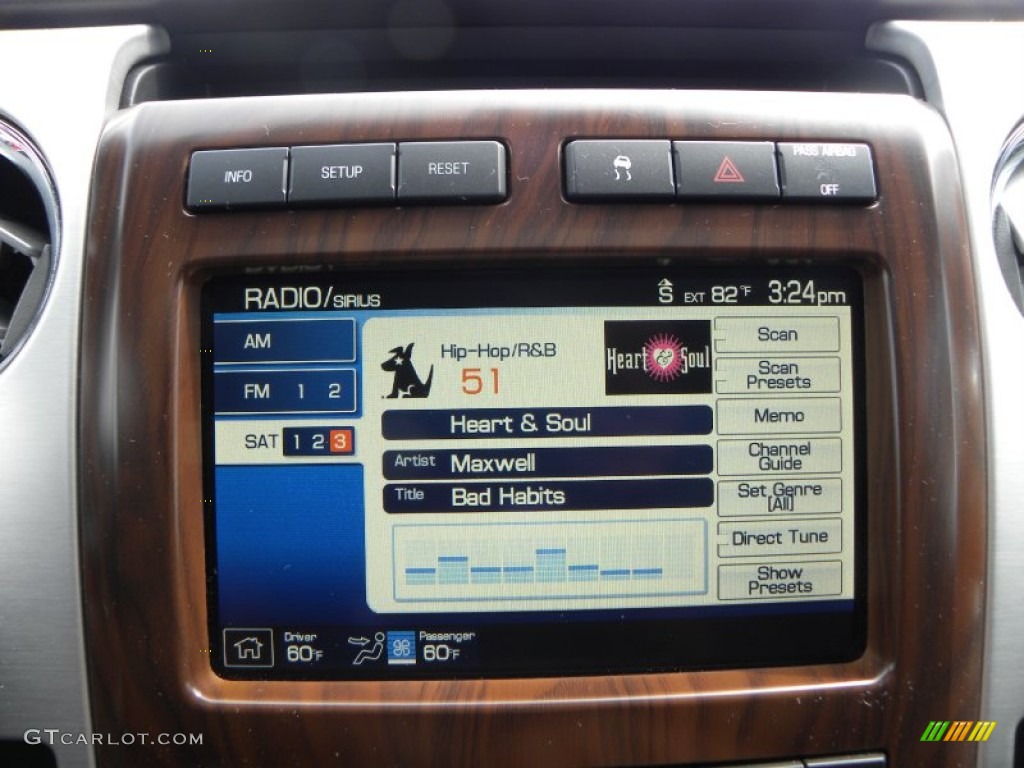 INFO SETUP RESET PASS AIRBAG
OFF
RADIO/SIRIUS S EXT 82°F 3:24pm
AM
FM 1 2
SAT 1 2 3
Hip-Hop/R&B
51
Heart & Soul
Heart & Soul
Artist Maxwell
Title Bad Habits
Scan
Scan
Presets
Memo
Channel
Guide
Set Genre
[All]
Direct Tune
Show
Presets
Driver
60°F
Passenger
60°F
GTCARLOT.COM